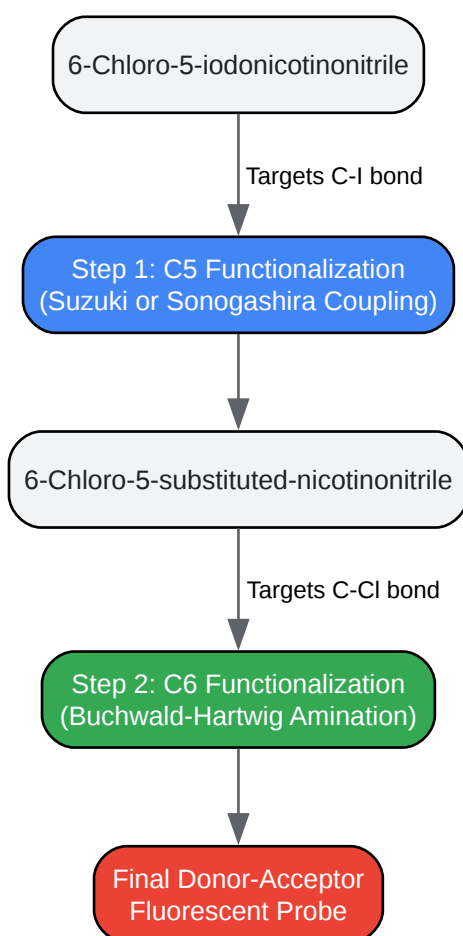 6-Chloro-5-iodonicotinonitrile
Targets C-I bond
Step 1: C5 Functionalization
(Suzuki or Sonogashira Coupling)
6-Chloro-5-substituted-nicotinonitrile
Targets C-Cl bond
Step 2: C6 Functionalization
(Buchwald-Hartwig Amination)
Final Donor-Acceptor
Fluorescent Probe